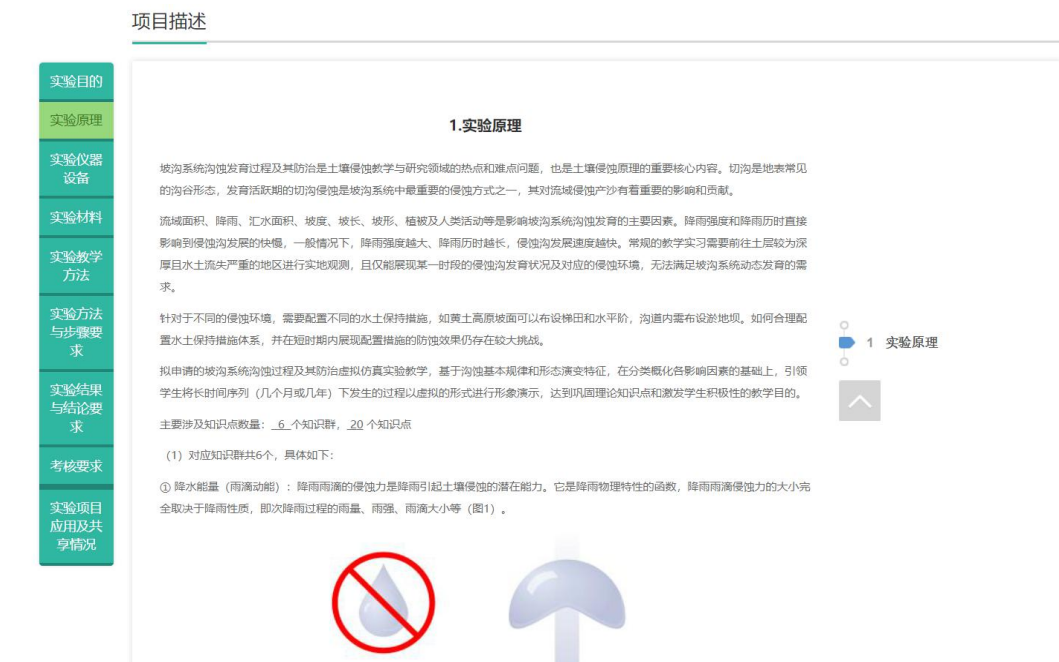 项目描述
实验目的
实验原理
实验仪器
设备
实验材料
实验教学
方法
实验方法
与步骤要
求
实验结果
与结论要
求
考核要求
实验项目
应用及共
享情况
1.实验原理
坡沟系统沟蚀发育过程及其防治是土壤侵蚀教学与研究领域的热点和难点问题，也是土壤侵蚀原理的重要核心内容。切沟是地表常见
的沟谷形态，发育活跃期的切沟侵蚀是坡沟系统中最重要的侵蚀方式之一，其对流域侵蚀产沙有着重要的影响和贡献。
流域面积、降雨、汇水面积、坡度、坡长、坡形、植被及人类活动等是影响坡沟系统沟蚀发育的主要因素。降雨强度和降雨历时直接
影响到侵蚀沟发展的快慢，一般情况下，降雨强度越大、降雨历时越长，侵蚀沟发展速度越快。常规的教学实习需要前往土层较为深
厚且水土流失严重的地区进行实地观测，且仅能展现某一时段的侵蚀沟发育状况及对应的侵蚀环境，无法满足坡沟系统动态发育的需
求。
针对于不同的侵蚀环境，需要配置不同的水土保持措施，如黄土高原坡面可以布设梯田和水平阶，沟道内需布设淤地坝。如何合理配
置水土保持措施体系，并在短时期内展现配置措施的防蚀效果仍存在较大挑战。
拟申请的坡沟系统沟蚀过程及其防治虚拟仿真实验教学，基于沟蚀基本规律和形态演变特征，在分类概化各影响因素的基础上，引领
学生将长时间序列（几个月或几年）下发生的过程以虚拟的形式进行形象演示，达到巩固理论知识点和激发学生积极性的教学目的。
主要涉及知识点数量： 6 个知识群， 20 个知识点
（1）对应知识群共6个，具体如下：
① 降水能量（雨滴动能）：降雨雨滴的侵蚀力是降雨引起土壤侵蚀的潜在能力。它是降雨物理特性的函数，降雨雨滴侵蚀力的大小完
全取决于降雨性质，即次降雨过程的雨量、雨强、雨滴大小等（图1）。
1 实验原理